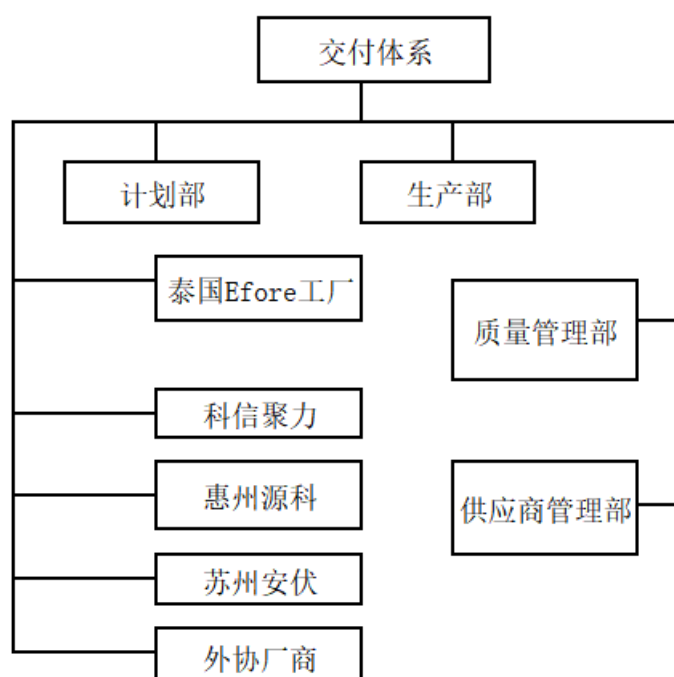 交付体系
计划部
生产部
泰国Efore工厂
质量管理部
科信聚力
惠州源科
供应商管理部
苏州安伏
外协厂商